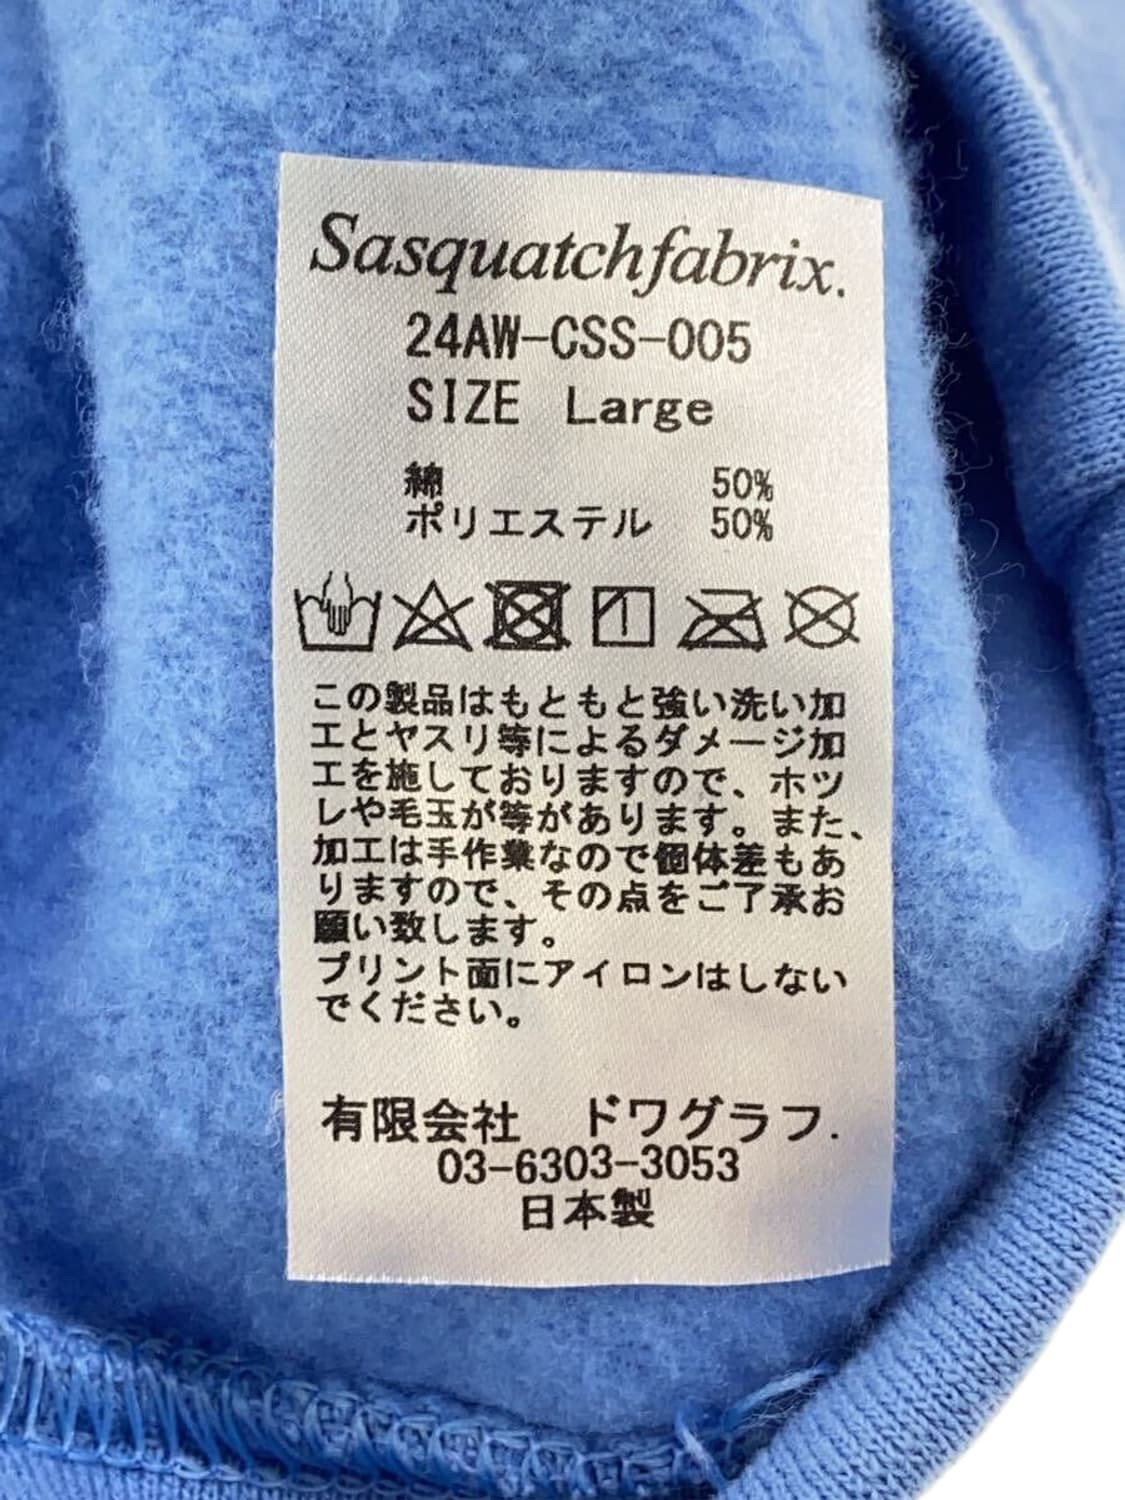 Sasquatchfabrix.
24AW-CSS-005
SIZE Large
綿 50%
ポリエステル 50%
この製品はもともと強い洗い加
工とヤスリ等によるダメージ加
工を施しておりますので、ホツ
レや毛玉が等があります。また、
加工は手作業なので個体差もあ
りますので、その点をご了承お
願い致します。
プリント面にアイロンはしない
でください。
有限会社 ドワグラフ.
03-6303-3053
日本製